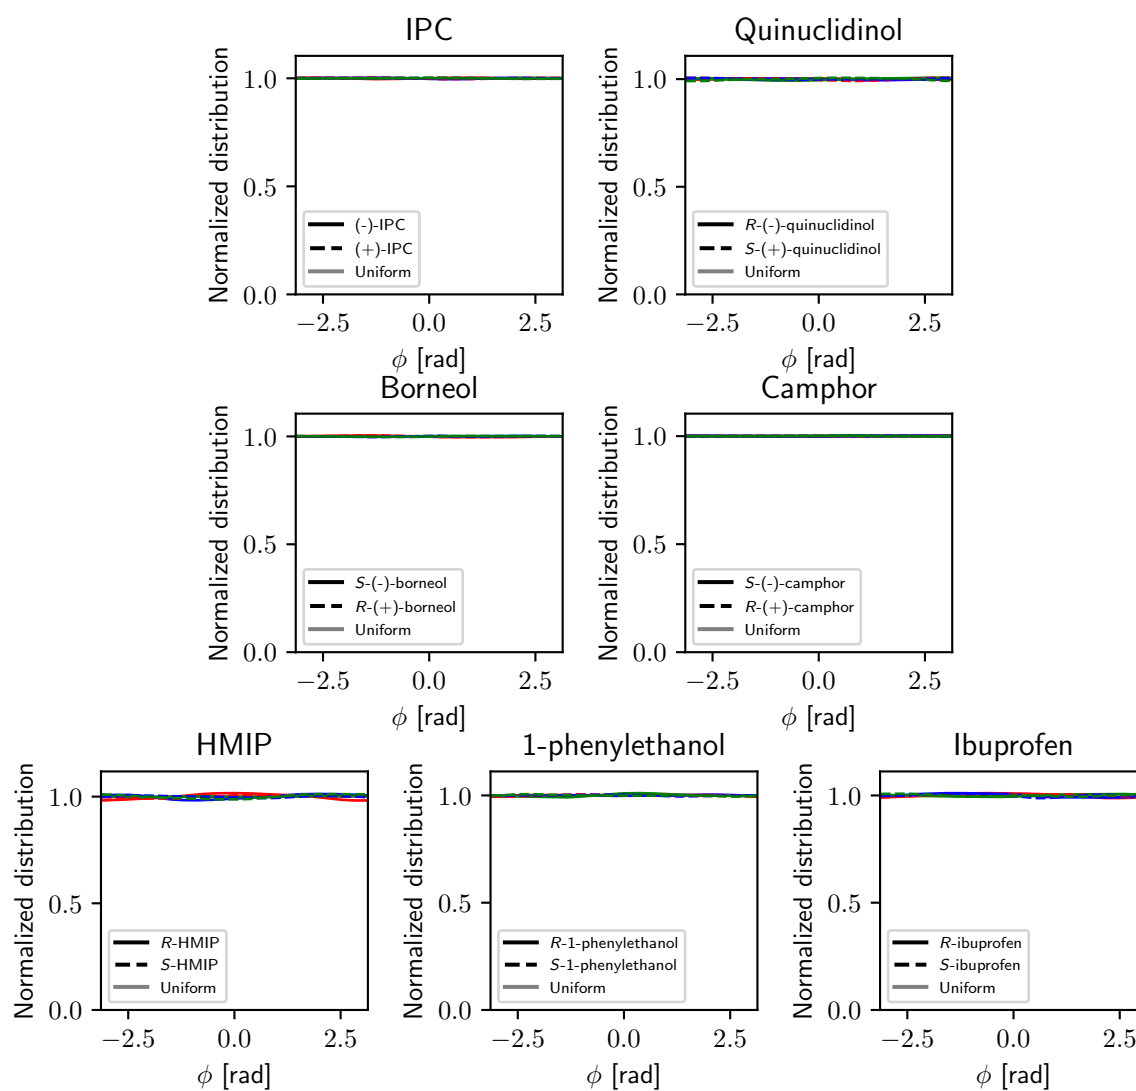 IPC
Normalized distribution
1.0
0.5
0.0
(-)-IPC
(+)-IPC
Uniform
−2.5 0.0 2.5
ϕ [rad]
Quinuclidinol
Normalized distribution
1.0
0.5
0.0
R-(-)-quinuclidinol
S-(+)-quinuclidinol
Uniform
−2.5 0.0 2.5
ϕ [rad]
Borneol
Normalized distribution
1.0
0.5
0.0
S-(-)-borneol
R-(+)-borneol
Uniform
−2.5 0.0 2.5
ϕ [rad]
Camphor
Normalized distribution
1.0
0.5
0.0
S-(-)-camphor
R-(+)-camphor
Uniform
−2.5 0.0 2.5
ϕ [rad]
HMIP
Normalized distribution
1.0
0.5
0.0
R-HMIP
S-HMIP
Uniform
−2.5 0.0 2.5
ϕ [rad]
1-phenylethanol
Normalized distribution
1.0
0.5
0.0
R-1-phenylethanol
S-1-phenylethanol
Uniform
−2.5 0.0 2.5
ϕ [rad]
Ibuprofen
Normalized distribution
1.0
0.5
0.0
R-ibuprofen
S-ibuprofen
Uniform
−2.5 0.0 2.5
ϕ [rad]